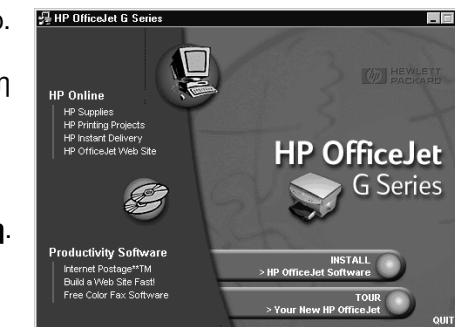 o.
HP OfficeJet G Series
HEWLETT
PACKARD
HP Online
HP Supplies
HP Printing Projects
HP Instant Delivery
HP OfficeJet Web Site
HP OfficeJet
G Series
Productivity Software
Internet Postage**TM
Build a Web Site Fast!
Free Color Fax Software
INSTALL
> HP OfficeJet Software
TOUR
> Your New HP OfficeJet
QUIT